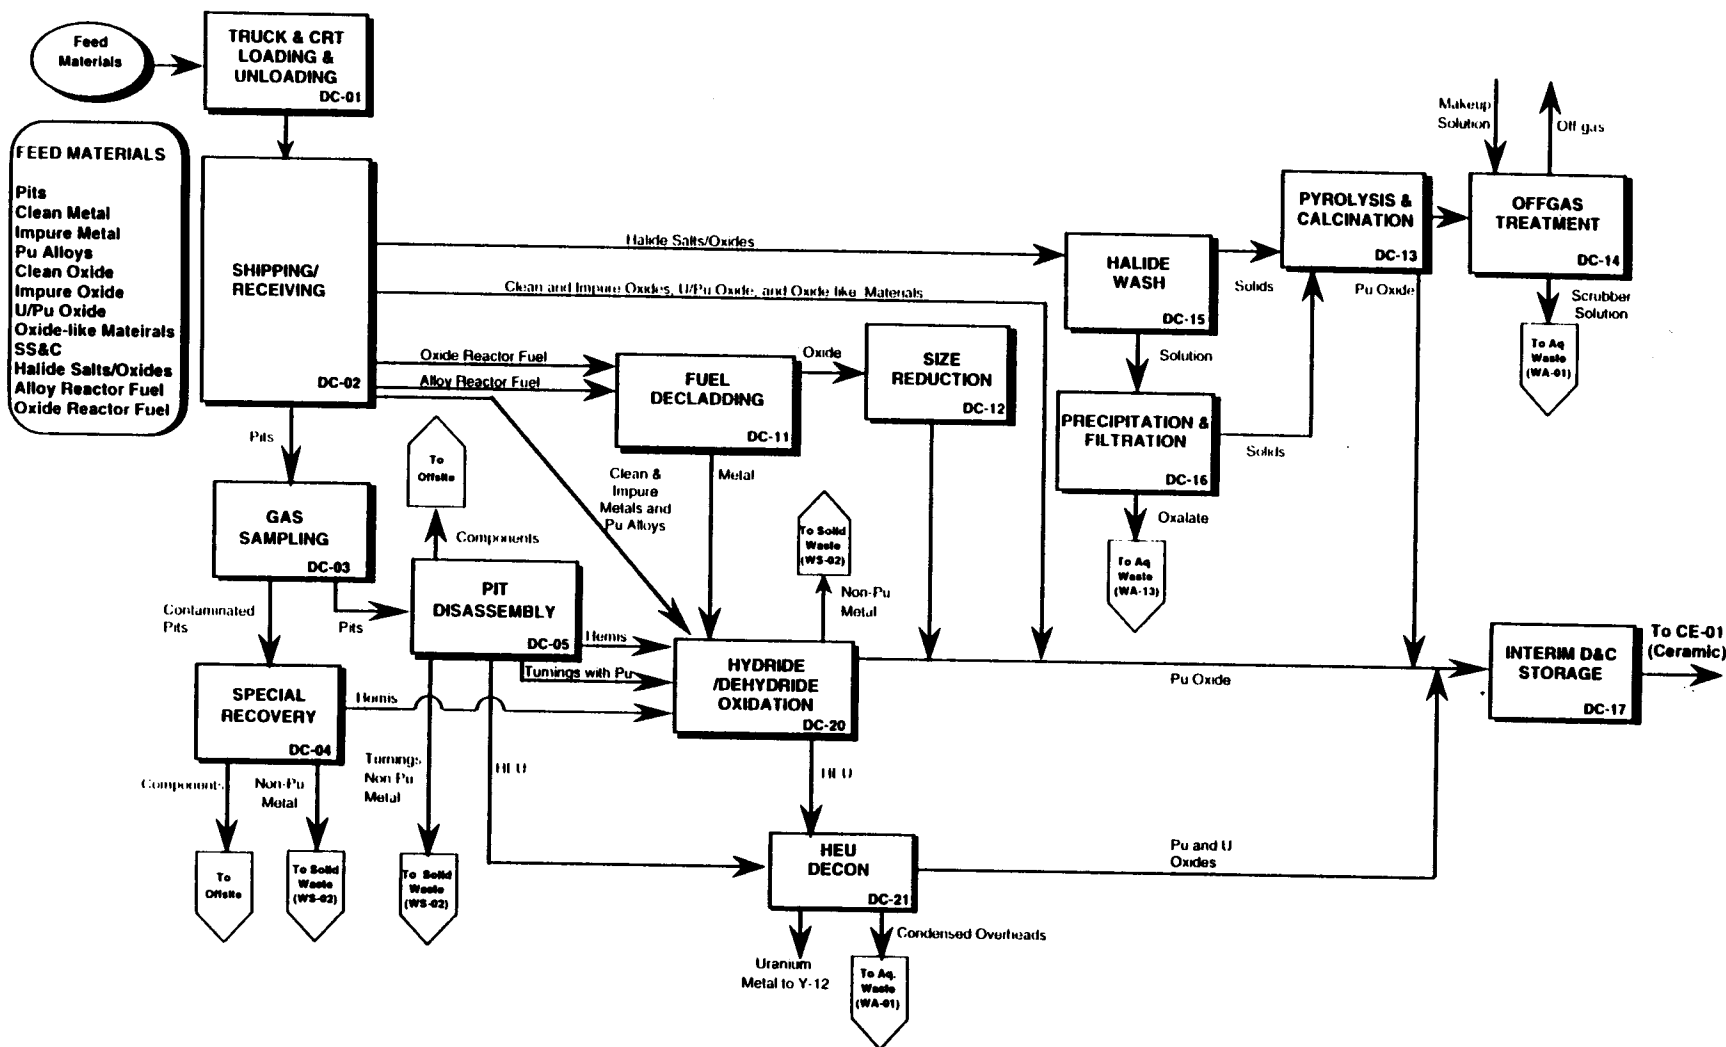 Feed
Materials
TRUCK & CRT
LOADING &
UNLOADING
DC-01
FEED MATERIALS
Pits
Clean Metal
Impure Metal
Pu Alloys
Clean Oxide
Impure Oxide
U/Pu Oxide
Oxide-like Mateirals
SS&C
Halide Salts/Oxides
Alloy Reactor Fuel
Oxide Reactor Fuel
SHIPPING/
RECEIVING
DC-02
Halide Salts/Oxides
Clean and Impure Oxides, U/Pu Oxide, and Oxide like Materials
Oxide Reactor Fuel
Alloy Reactor Fuel
Pits
HALIDE
WASH
DC-15
Solids
Solution
PYROLYSIS &
CALCINATION
DC-13
Pu Oxide
Makeup
Solution
Off gas
OFFGAS
TREATMENT
DC-14
Scrubber
Solution
To Aq
Waste
(WA-01)
FUEL
DECLADDING
DC-11
Oxide
SIZE
REDUCTION
DC-12
PRECIPITATION &
FILTRATION
DC-16
Solids
Oxalate
To Aq
Waste
(WA-13)
Clean &
Impure
Metals and
Pu Alloys
Metal
To
Offsite
Components
GAS
SAMPLING
DC-03
Contaminated
Pits
Pits
PIT
DISASSEMBLY
DC-05
Hemis
Turnings with Pu
To Solid
Waste
(WS-02)
Non-Pu
Metal
HYDRIDE
/DEHYDRIDE
OXIDATION
DC-20
Pu Oxide
INTERIM D&C
STORAGE
DC-17
To CE-01
(Ceramic)
SPECIAL
RECOVERY
DC-04
Hemis
Components
Non-Pu
Metal
Turnings
Non Pu
Metal
HEU
HEU
To
Offsite
To Solid
Waste
(WS-02)
To Solid
Waste
(WS-02)
HEU
DECON
DC-21
Pu and U
Oxides
Uranium
Metal to Y-12
Condensed Overheads
To Aq.
Waste
(WA-01)